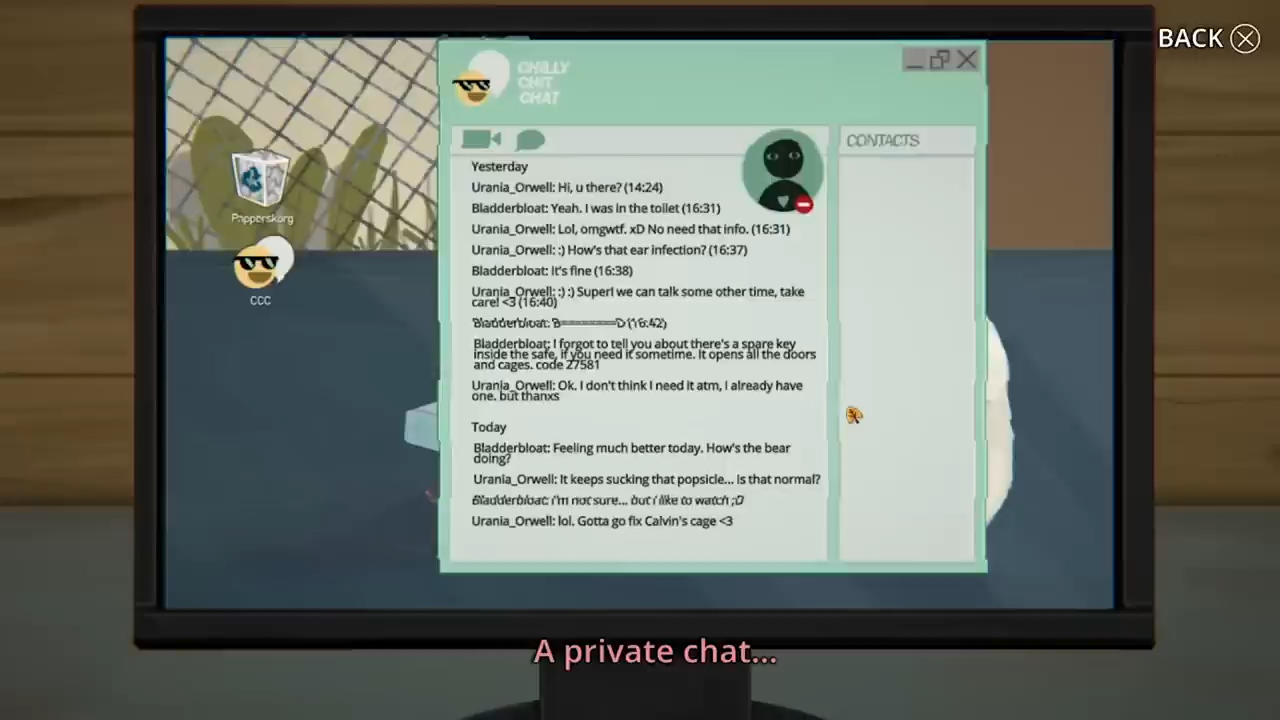 BACK
CHILLY
CHIT
CHAT
CONTACTS
Yesterday
Urania_Orwell: Hi, u there? (14:24)
Bladderbloat: Yeah. I was in the toilet (16:31)
Urania_Orwell: Lol, omgwtf. xD No need that info. (16:31)
Urania_Orwell: :) How's that ear infection? (16:37)
Bladderbloat: It's fine (16:38)
Urania_Orwell: :) :) Super! we can talk some other time, take
care! <3 (16:40)
Bladderbloat: B=========D (16:42)
Bladderbloat: I forgot to tell you about there's a spare key
inside the safe, if you need it sometime. It opens all the doors
and cages. code 27581
Urania_Orwell: Ok. I don't think I need it atm, I already have
one. but thanxs
Today
Bladderbloat: Feeling much better today. How's the bear
doing?
Urania_Orwell: It keeps sucking that popsicle... Is that normal?
Bladderbloat: i'm not sure... but i like to watch ;D
Urania_Orwell: lol. Gotta go fix Calvin's cage <3
Papperskorg
CCC
A private chat...